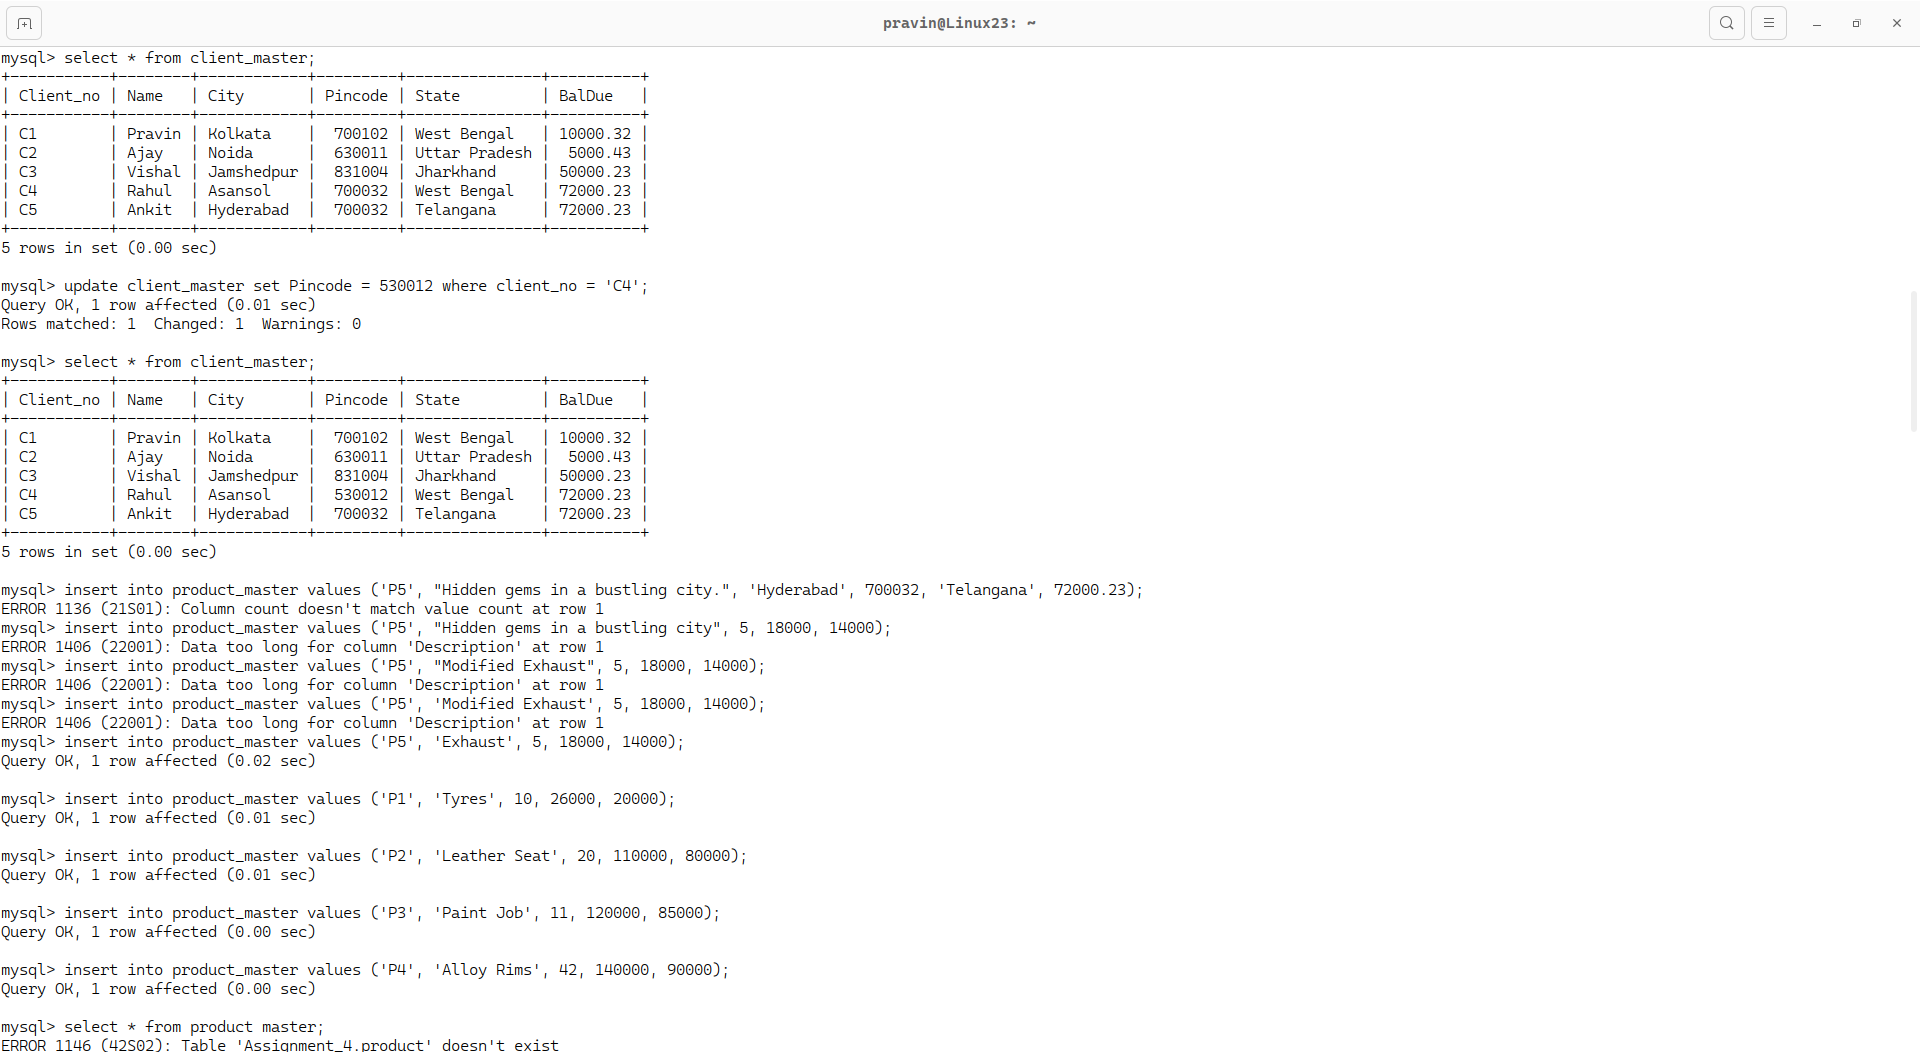 pravin@Linux23: ~
mysql> select * from client_master;
+-----------+--------+------------+---------+---------------+----------+
| Client_no | Name   | City       | Pincode | State         | BalDue   |
+-----------+--------+------------+---------+---------------+----------+
| C1        | Pravin | Kolkata    |  700102 | West Bengal   | 10000.32 |
| C2        | Ajay   | Noida      |  630011 | Uttar Pradesh |  5000.43 |
| C3        | Vishal | Jamshedpur |  831004 | Jharkhand     | 50000.23 |
| C4        | Rahul  | Asansol    |  700032 | West Bengal   | 72000.23 |
| C5        | Ankit  | Hyderabad  |  700032 | Telangana     | 72000.23 |
+-----------+--------+------------+---------+---------------+----------+
5 rows in set (0.00 sec)
mysql> update client_master set Pincode = 530012 where client_no = 'C4';
Query OK, 1 row affected (0.01 sec)
Rows matched: 1  Changed: 1  Warnings: 0
mysql> select * from client_master;
+-----------+--------+------------+---------+---------------+----------+
| Client_no | Name   | City       | Pincode | State         | BalDue   |
+-----------+--------+------------+---------+---------------+----------+
| C1        | Pravin | Kolkata    |  700102 | West Bengal   | 10000.32 |
| C2        | Ajay   | Noida      |  630011 | Uttar Pradesh |  5000.43 |
| C3        | Vishal | Jamshedpur |  831004 | Jharkhand     | 50000.23 |
| C4        | Rahul  | Asansol    |  530012 | West Bengal   | 72000.23 |
| C5        | Ankit  | Hyderabad  |  700032 | Telangana     | 72000.23 |
+-----------+--------+------------+---------+---------------+----------+
5 rows in set (0.00 sec)
mysql> insert into product_master values ('P5', "Hidden gems in a bustling city.", 'Hyderabad', 700032, 'Telangana', 72000.23);
ERROR 1136 (21S01): Column count doesn't match value count at row 1
mysql> insert into product_master values ('P5', "Hidden gems in a bustling city", 5, 18000, 14000);
ERROR 1406 (22001): Data too long for column 'Description' at row 1
mysql> insert into product_master values ('P5', "Modified Exhaust", 5, 18000, 14000);
ERROR 1406 (22001): Data too long for column 'Description' at row 1
mysql> insert into product_master values ('P5', 'Modified Exhaust', 5, 18000, 14000);
ERROR 1406 (22001): Data too long for column 'Description' at row 1
mysql> insert into product_master values ('P5', 'Exhaust', 5, 18000, 14000);
Query OK, 1 row affected (0.02 sec)
mysql> insert into product_master values ('P1', 'Tyres', 10, 26000, 20000);
Query OK, 1 row affected (0.01 sec)
mysql> insert into product_master values ('P2', 'Leather Seat', 20, 110000, 80000);
Query OK, 1 row affected (0.01 sec)
mysql> insert into product_master values ('P3', 'Paint Job', 11, 120000, 85000);
Query OK, 1 row affected (0.00 sec)
mysql> insert into product_master values ('P4', 'Alloy Rims', 42, 140000, 90000);
Query OK, 1 row affected (0.00 sec)
mysql> select * from product master;
ERROR 1146 (42S02): Table 'Assignment_4.product' doesn't exist